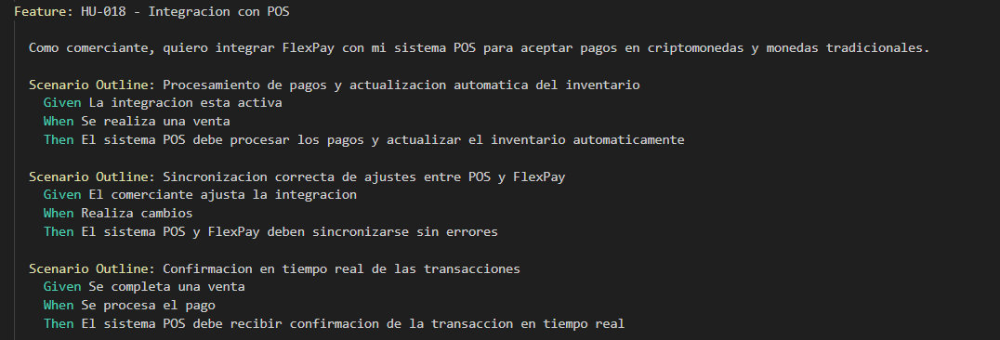 Feature: HU-018 - Integracion con POS
Como comerciante, quiero integrar FlexPay con mi sistema POS para aceptar pagos en criptomonedas y monedas tradicionales.
Scenario Outline: Procesamiento de pagos y actualizacion automatica del inventario
Given La integracion esta activa
When Se realiza una venta
Then El sistema POS debe procesar los pagos y actualizar el inventario automaticamente
Scenario Outline: Sincronizacion correcta de ajustes entre POS y FlexPay
Given El comerciante ajusta la integracion
When Realiza cambios
Then El sistema POS y FlexPay deben sincronizarse sin errores
Scenario Outline: Confirmacion en tiempo real de las transacciones
Given Se completa una venta
When Se procesa el pago
Then El sistema POS debe recibir confirmacion de la transaccion en tiempo real